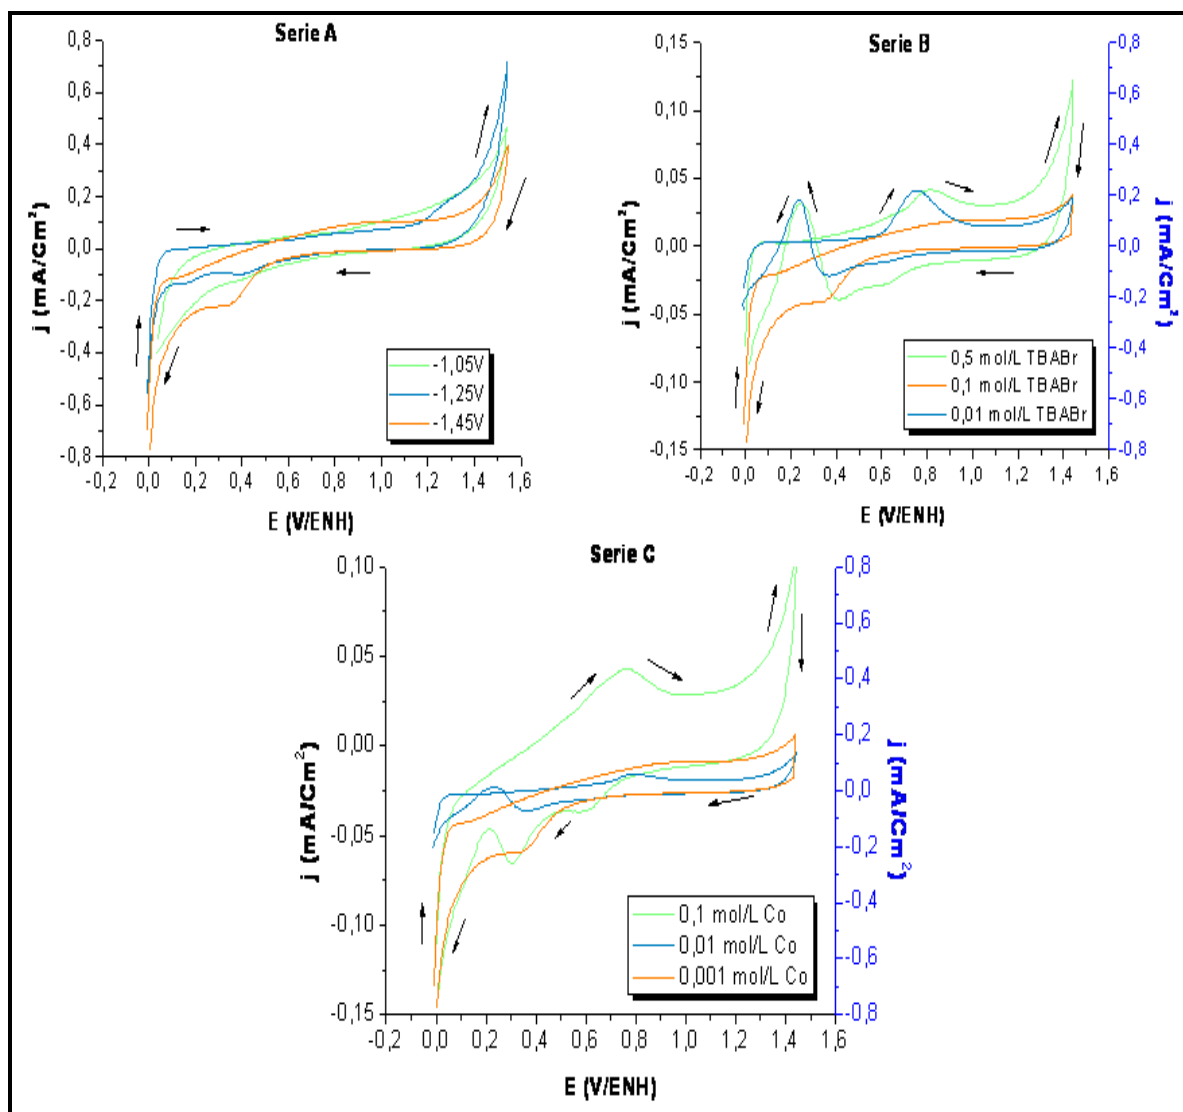 Serie A
0,8
0,6
0,4
0,2
0,0
-0,2
-0,4
-0,6
-0,8
j (mA/Cm²)
-1,05V
-1,25V
-1,45V
-0,2 0,0 0,2 0,4 0,6 0,8 1,0 1,2 1,4 1,6
E (V/ENH)
Serie B
0,15
0,10
0,05
0,00
-0,05
-0,10
-0,15
j (mA/Cm²)
0,8
0,6
0,4
0,2
0,0
-0,2
-0,4
-0,6
-0,8
j (mA/Cm²)
0,5 mol/L TBABr
0,1 mol/L TBABr
0,01 mol/L TBABr
-0,2 0,0 0,2 0,4 0,6 0,8 1,0 1,2 1,4 1,6
E (V/ENH)
Serie C
0,10
0,05
0,00
-0,05
-0,10
-0,15
j (mA/Cm²)
0,8
0,6
0,4
0,2
0,0
-0,2
-0,4
-0,6
-0,8
j (mA/Cm²)
0,1 mol/L Co
0,01 mol/L Co
0,001 mol/L Co
-0,2 0,0 0,2 0,4 0,6 0,8 1,0 1,2 1,4 1,6
E (V/ENH)